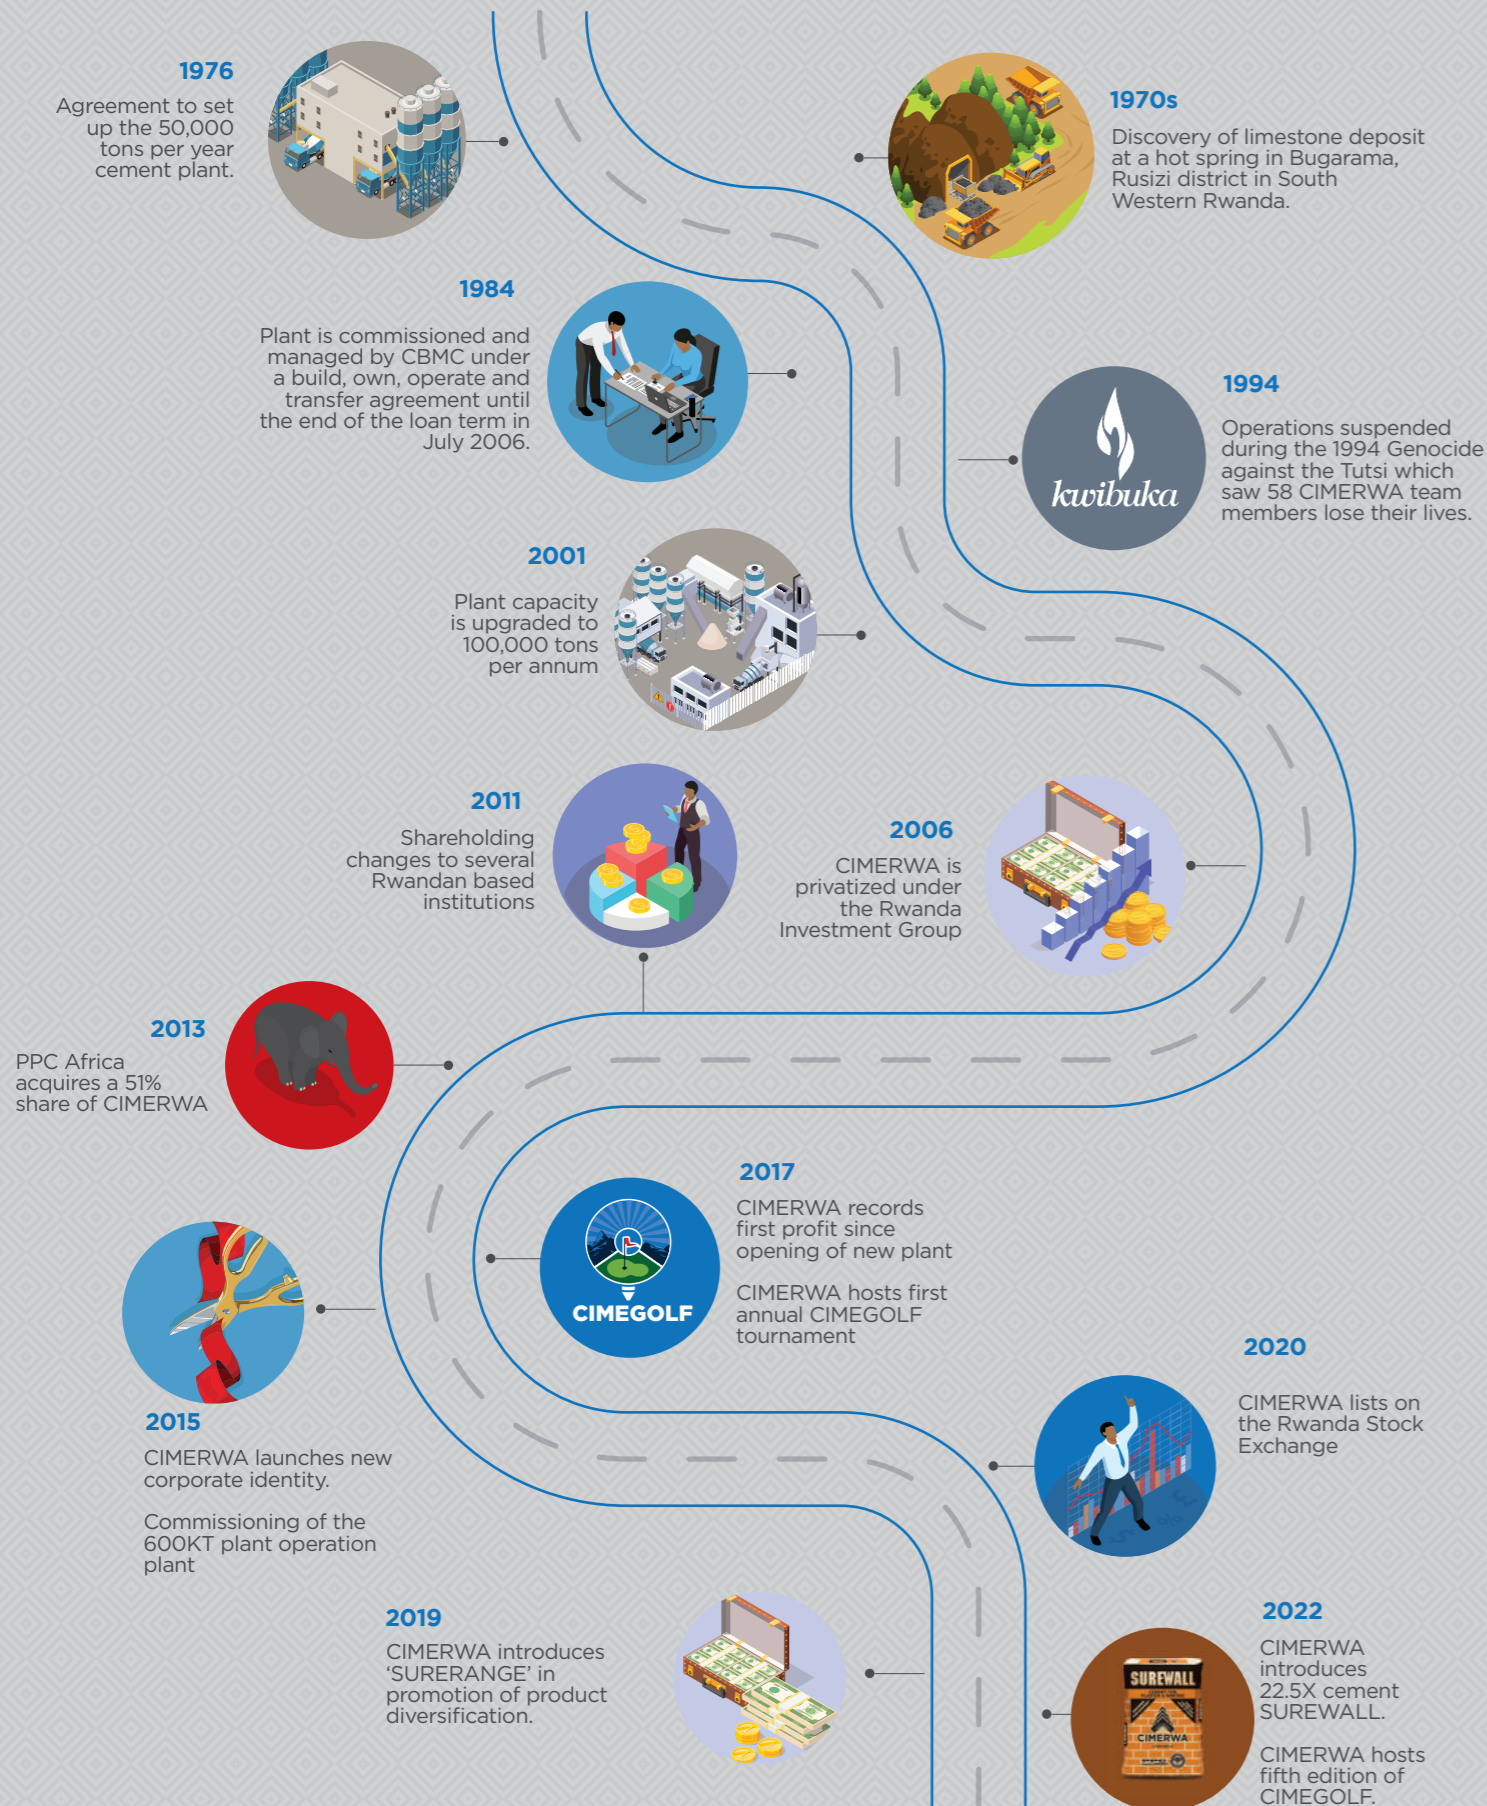 1976
Agreement to set
up the 50,000
tons per year
cement plant.
1970s
Discovery of limestone deposit
at a hot spring in Bugarama,
Rusizi district in South
Western Rwanda.
1984
Plant is commissioned and
managed by CBMC under
a build, own, operate and
transfer agreement until
the end of the loan term in
July 2006.
kwibuka
1994
Operations suspended
during the 1994 Genocide
against the Tutsi which
saw 58 CIMERWA team
members lose their lives.
2001
Plant capacity
is upgraded to
100,000 tons
per annum
2011
Shareholding
changes to several
Rwandan based
institutions
2006
CIMERWA is
privatized under
the Rwanda
Investment Group
2013
PPC Africa
acquires a 51%
share of CIMERWA
CIMEGOLF
2017
CIMERWA records
first profit since
opening of new plant
CIMERWA hosts first
annual CIMEGOLF
tournament
2015
CIMERWA launches new
corporate identity.
Commissioning of the
600KT plant operation
plant
2020
CIMERWA lists on
the Rwanda Stock
Exchange
2019
CIMERWA introduces
‘SURERANGE’ in
promotion of product
diversification.
SUREWALL
CIMERWA
2022
CIMERWA
introduces
22.5X cement
SUREWALL.
CIMERWA hosts
fifth edition of
CIMEGOLF.